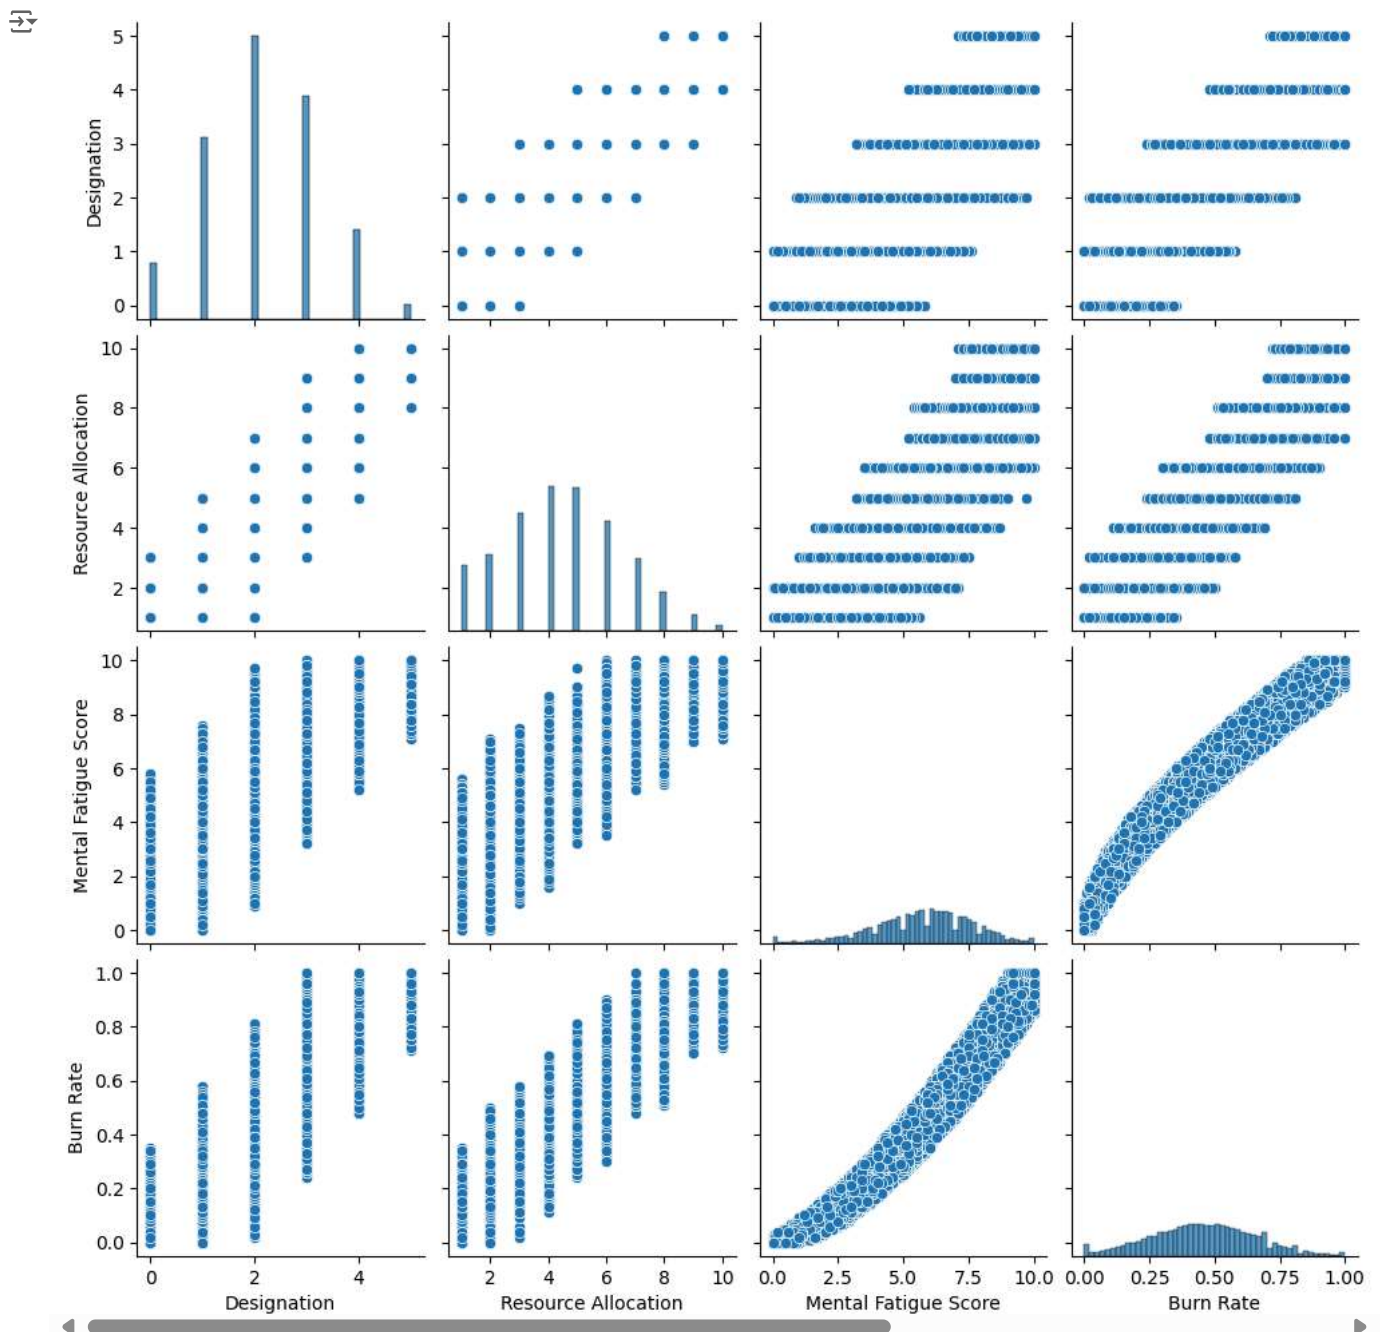 5
4
3
2
1
0
Designation
10
8
6
4
2
Resource Allocation
10
8
6
4
2
0
Mental Fatigue Score
1.0
0.8
0.6
0.4
0.2
0.0
Burn Rate
0 2 4
2 4 6 8 10
0.0 2.5 5.0 7.5 10.0
0.00 0.25 0.50 0.75 1.00
Designation
Resource Allocation
Mental Fatigue Score
Burn Rate